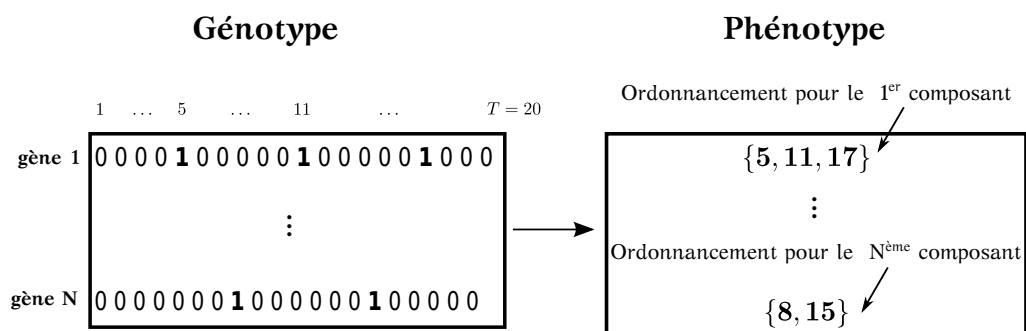 Génotype
Phénotype
1 … 5 … 11 … T = 20
Ordonnancement pour le 1er composant
gène 1 0 0 0 0 1 0 0 0 0 0 1 0 0 0 0 0 1 0 0 0
{5, 11, 17}
⋮
⋮
Ordonnancement pour le Nème composant
gène N 0 0 0 0 0 0 0 1 0 0 0 0 0 0 1 0 0 0 0 0
{8, 15}